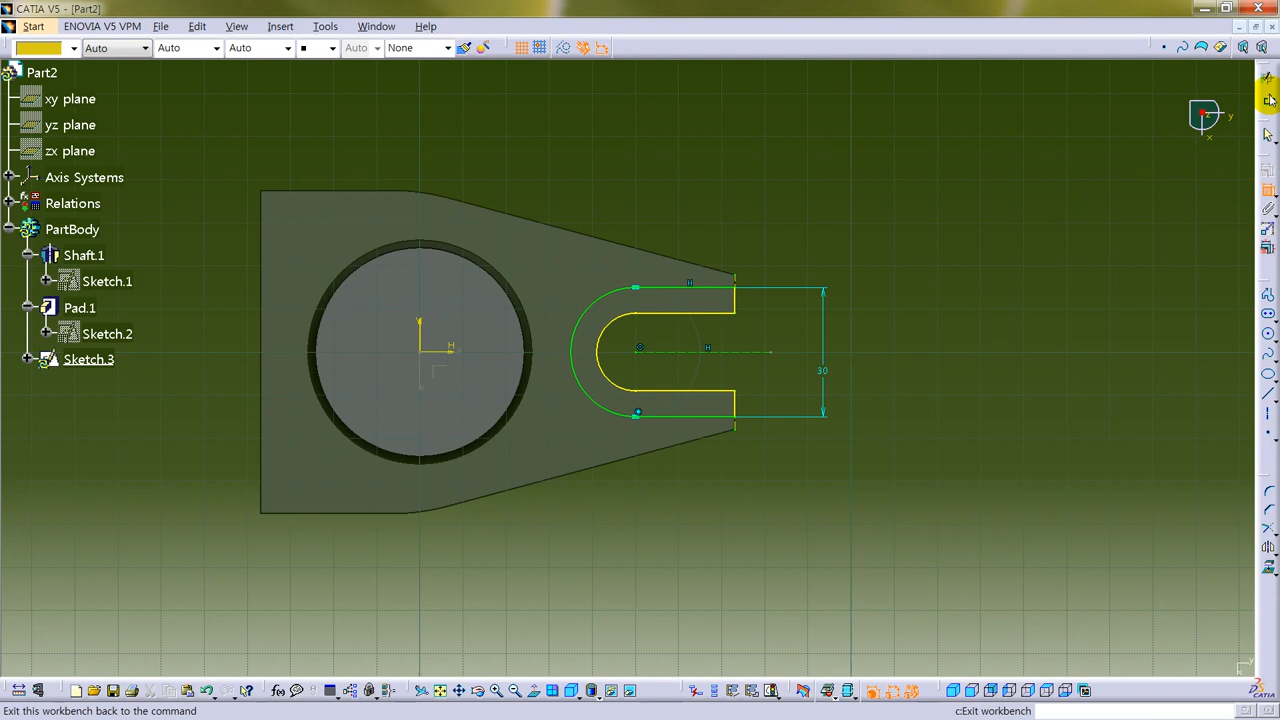 CATIA V5 - [Part2]
Start ENOVIA V5 VPM File Edit View Insert Tools Window Help
Auto Auto Auto Auto None
Part2
xy plane
yz plane
zx plane
Axis Systems
Relations
PartBody
Shaft.1
Sketch.1
Pad.1
Sketch.2
Sketch.3
z y
x
V
H
H
H
30
f(x)
Exit this workbench back to the command c:Exit workbench